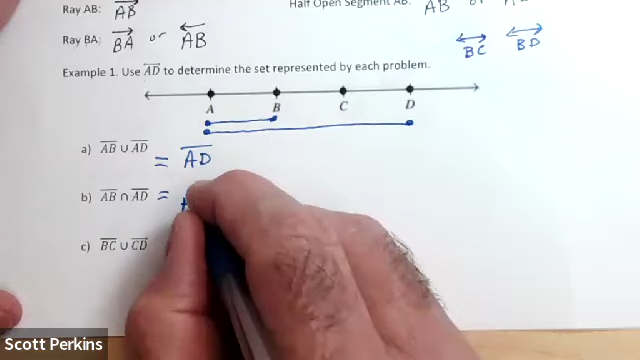 Ray AB: AB
Half Open Segment AB: AB or
Ray BA: BA or AB
BC BD
Example 1. Use AD to determine the set represented by each problem.
A B C D
a) AB ∪ AD = AD
b) AB ∩ AD =
c) BC ∪ CD
Scott Perkins